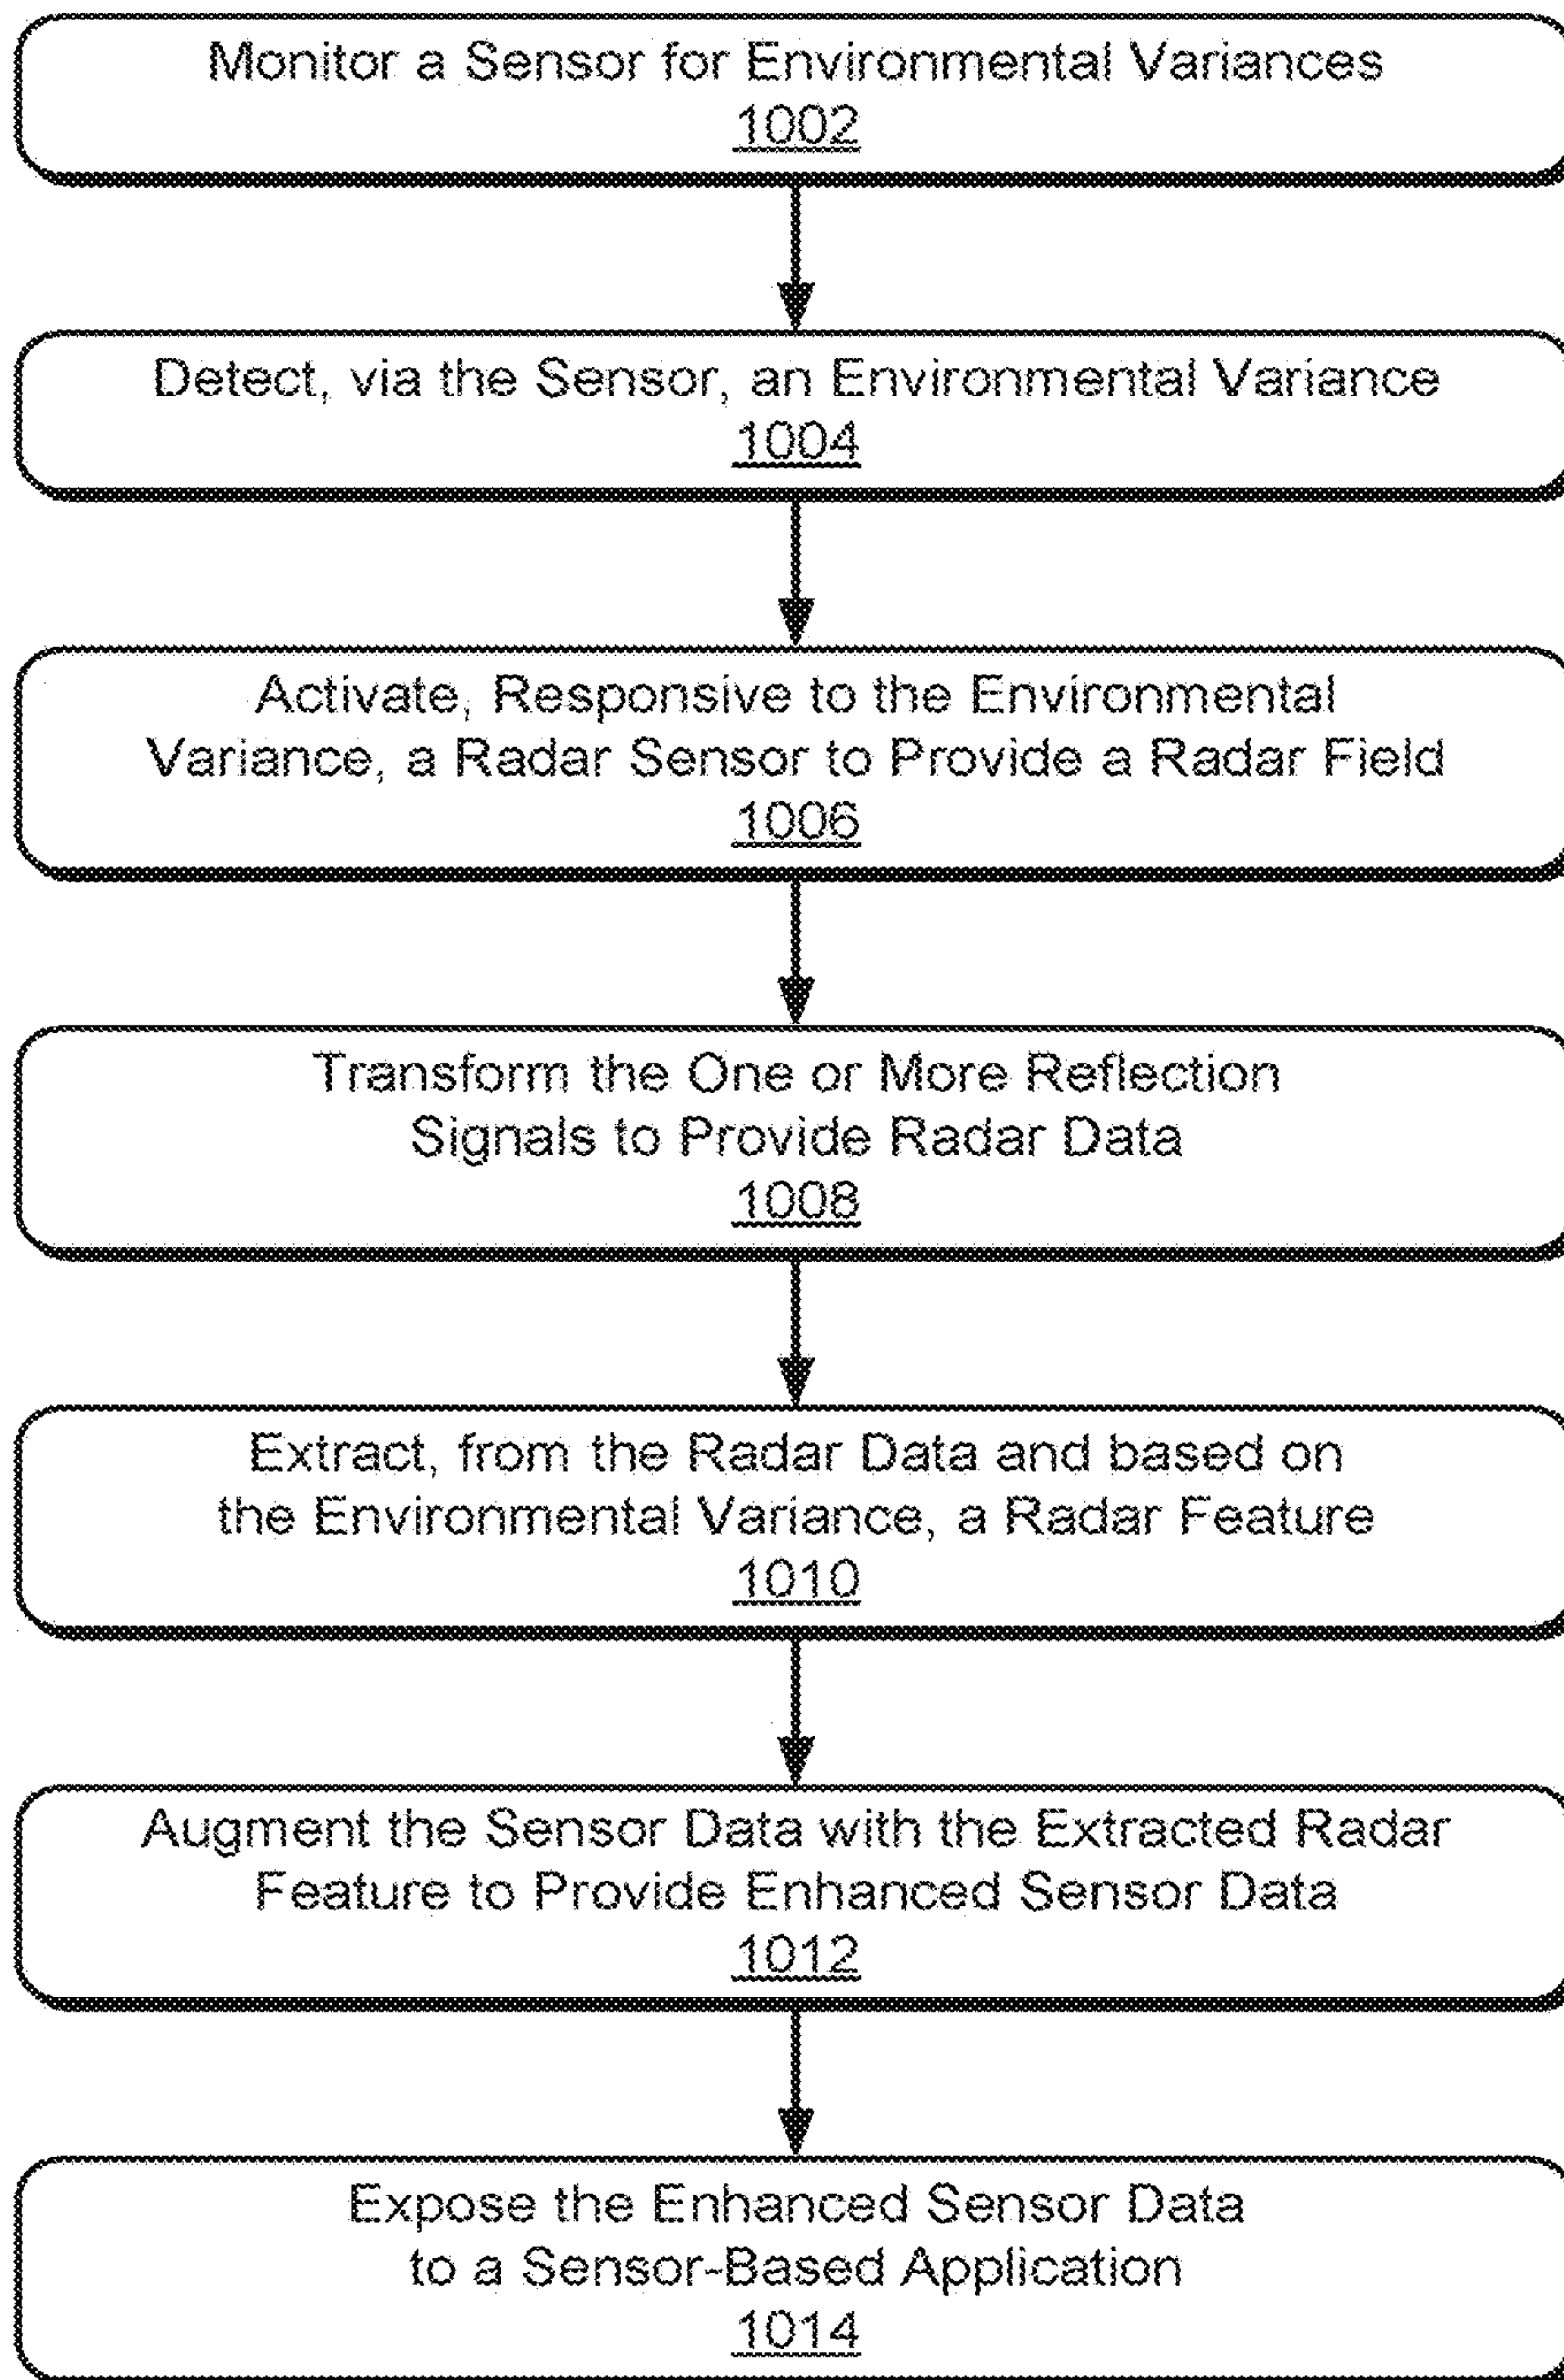 Monitor a Sensor for Environmental Variances
1002
Detect, via the Sensor, an Environmental Variance
1004
Activate, Responsive to the Environmental
Variance, a Radar Sensor to Provide a Radar Field
1006
Transform the One or More Reflection
Signals to Provide Radar Data
1008
Extract, from the Radar Data and based on
the Environmental Variance, a Radar Feature
1010
Augment the Sensor Data with the Extracted Radar
Feature to Provide Enhanced Sensor Data
1012
Expose the Enhanced Sensor Data
to a Sensor-Based Application
1014